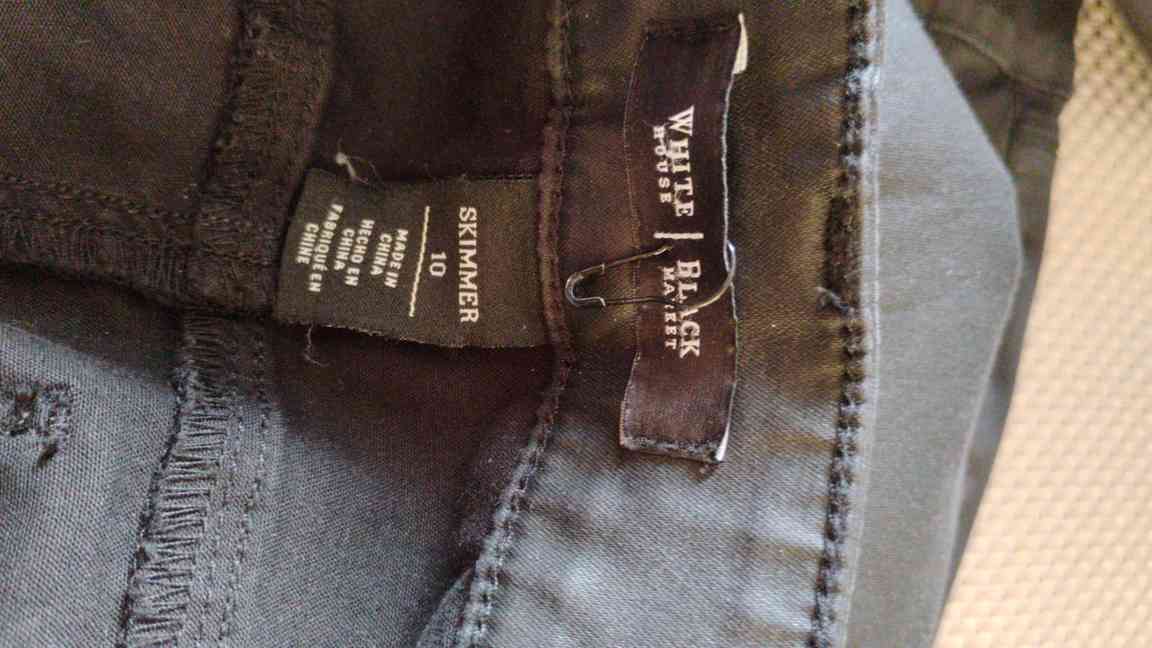 WHITE | BLACK
HOUSE MARKET
SKIMMER
10
MADE IN
CHINA
HECHO EN
CHINA
FABRIQUÉ EN
CHINE